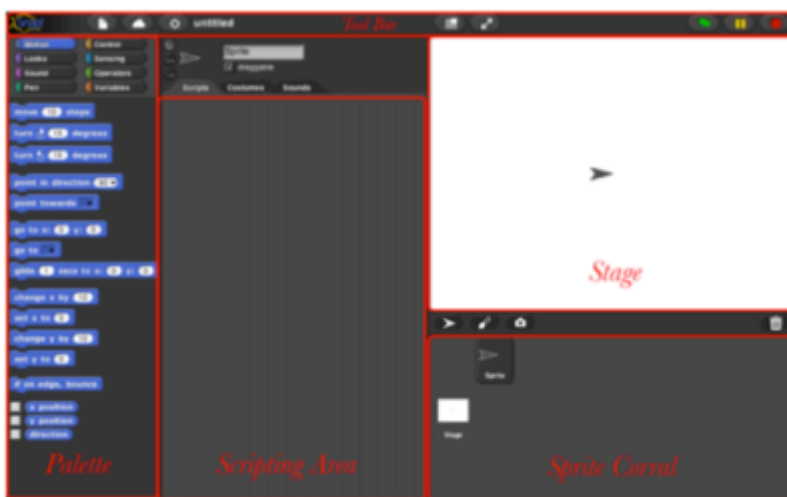 Snap!
untitled
Tool Bar
Motion
Control
Looks
Sensing
Sound
Operators
Pen
Variables
Sprite
draggable
Scripts
Costumes
Sounds
move 10 steps
turn 15 degrees
turn 15 degrees
point in direction 90
point towards
go to x: 0 y: 0
go to
glide 1 secs to x: 0 y: 0
change x by 10
set x to 0
change y by 10
set y to 0
if on edge, bounce
x position
y position
direction
Stage
Sprite
Stage
Palette
Scripting Area
Sprite Corral